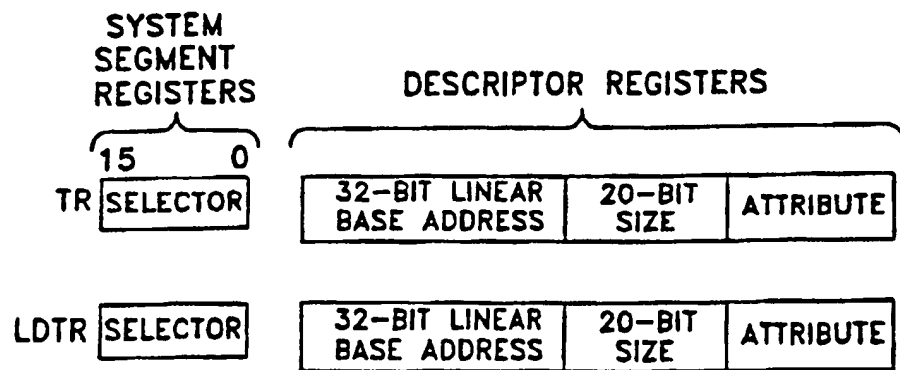 SYSTEM
SEGMENT
REGISTERS
DESCRIPTOR REGISTERS
15 0
TR SELECTOR 32-BIT LINEAR BASE ADDRESS 20-BIT SIZE ATTRIBUTE
LDTR SELECTOR 32-BIT LINEAR BASE ADDRESS 20-BIT SIZE ATTRIBUTE